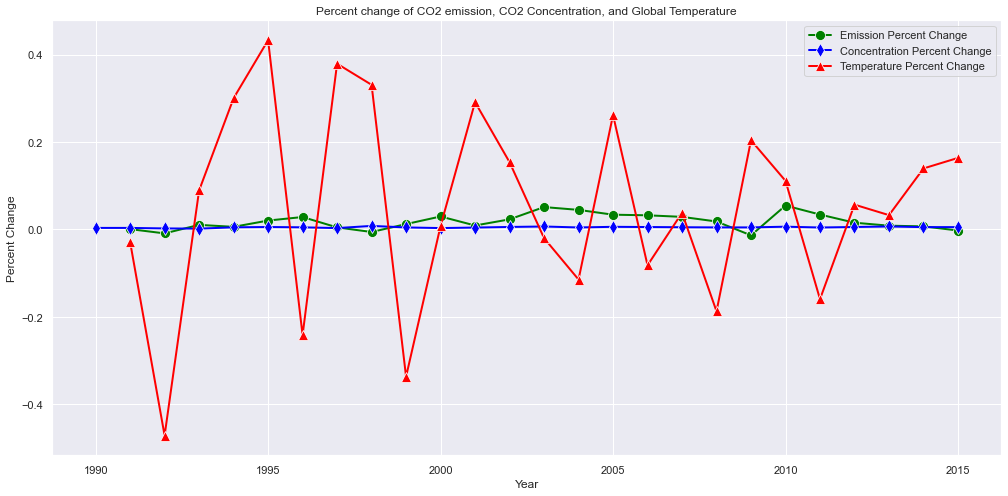 Percent change of CO2 emission, CO2 Concentration, and Global Temperature
Emission Percent Change
Concentration Percent Change
Temperature Percent Change
0.4
0.2
0.0
−0.2
−0.4
Percent Change
1990
1995
2000
2005
2010
2015
Year